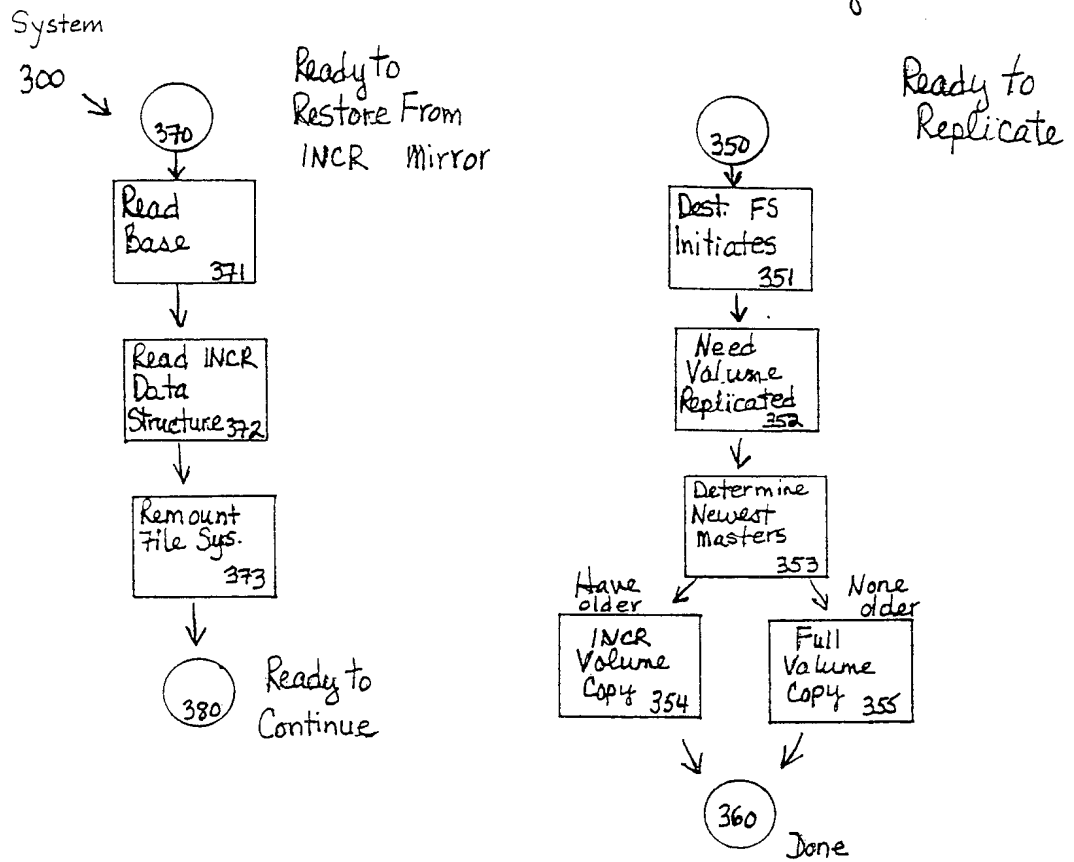 System
300
370
Ready to
Restore From
INCR Mirror
Read
Base
371
Read INCR
Data
Structure 372
Remount
File Sys.
373
380
Ready to
Continue
Ready to
Replicate
350
Dest. FS
Initiates
351
Need
Volume
Replicated
352
Determine
Newest
Masters
353
Have
older
None
older
INCR
Volume
Copy 354
Full
Volume
Copy 355
360
Done